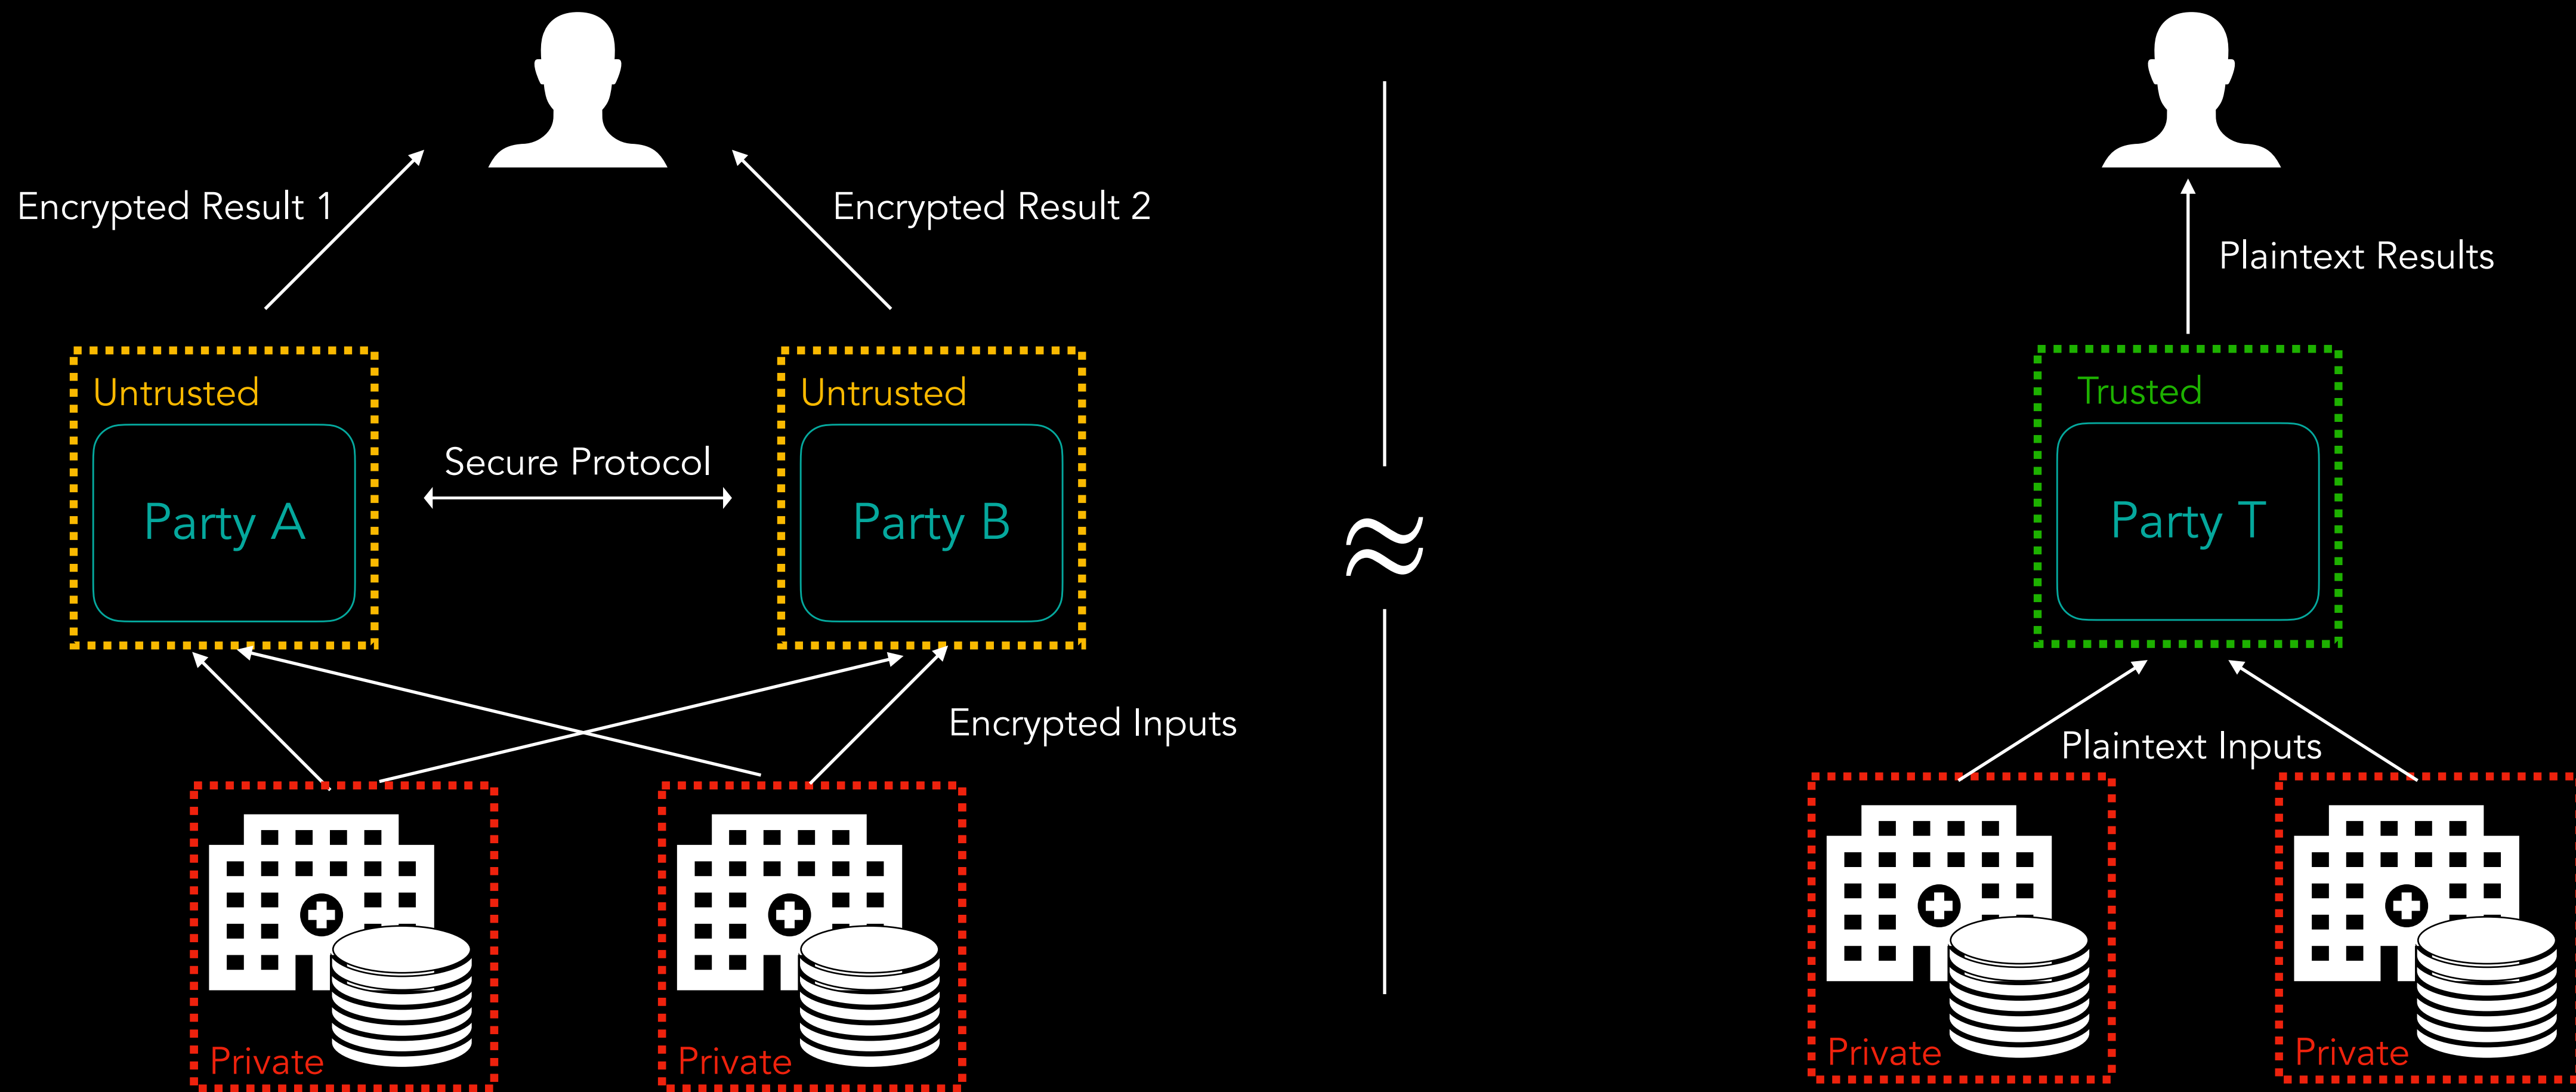 Encrypted Result 1
Encrypted Result 2
Untrusted
Party A
Secure Protocol
Untrusted
Party B
Encrypted Inputs
Private
Private
≈
Plaintext Results
Trusted
Party T
Plaintext Inputs
Private
Private